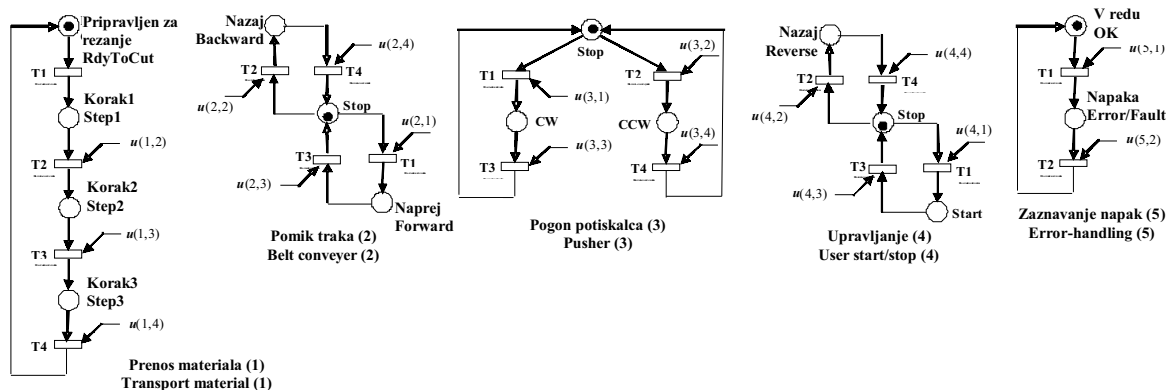 Pripravljen za
rezanje
RdyToCut
T1
Korak1
Step1
T2
u(1,2)
Korak2
Step2
T3
u(1,3)
Korak3
Step3
T4
u(1,4)
Prenos materiala (1)
Transport material (1)
Nazaj
Backward
u(2,4)
T2
T4
u(2,2)
Stop
u(2,1)
T3
T1
u(2,3)
Naprej
Forward
Pomik traka (2)
Belt conveyer (2)
Stop
u(3,2)
T1
T2
u(3,1)
CW
CCW
u(3,4)
u(3,3)
T3
T4
Pogon potiskalca (3)
Pusher (3)
Nazaj
Reverse
u(4,4)
T2
T4
u(4,2)
Stop
u(4,1)
T3
T1
u(4,3)
Start
Upravljanje (4)
User start/stop (4)
V redu
OK
u(5,1)
T1
Napaka
Error/Fault
u(5,2)
T2
Zaznavanje napak (5)
Error-handling (5)